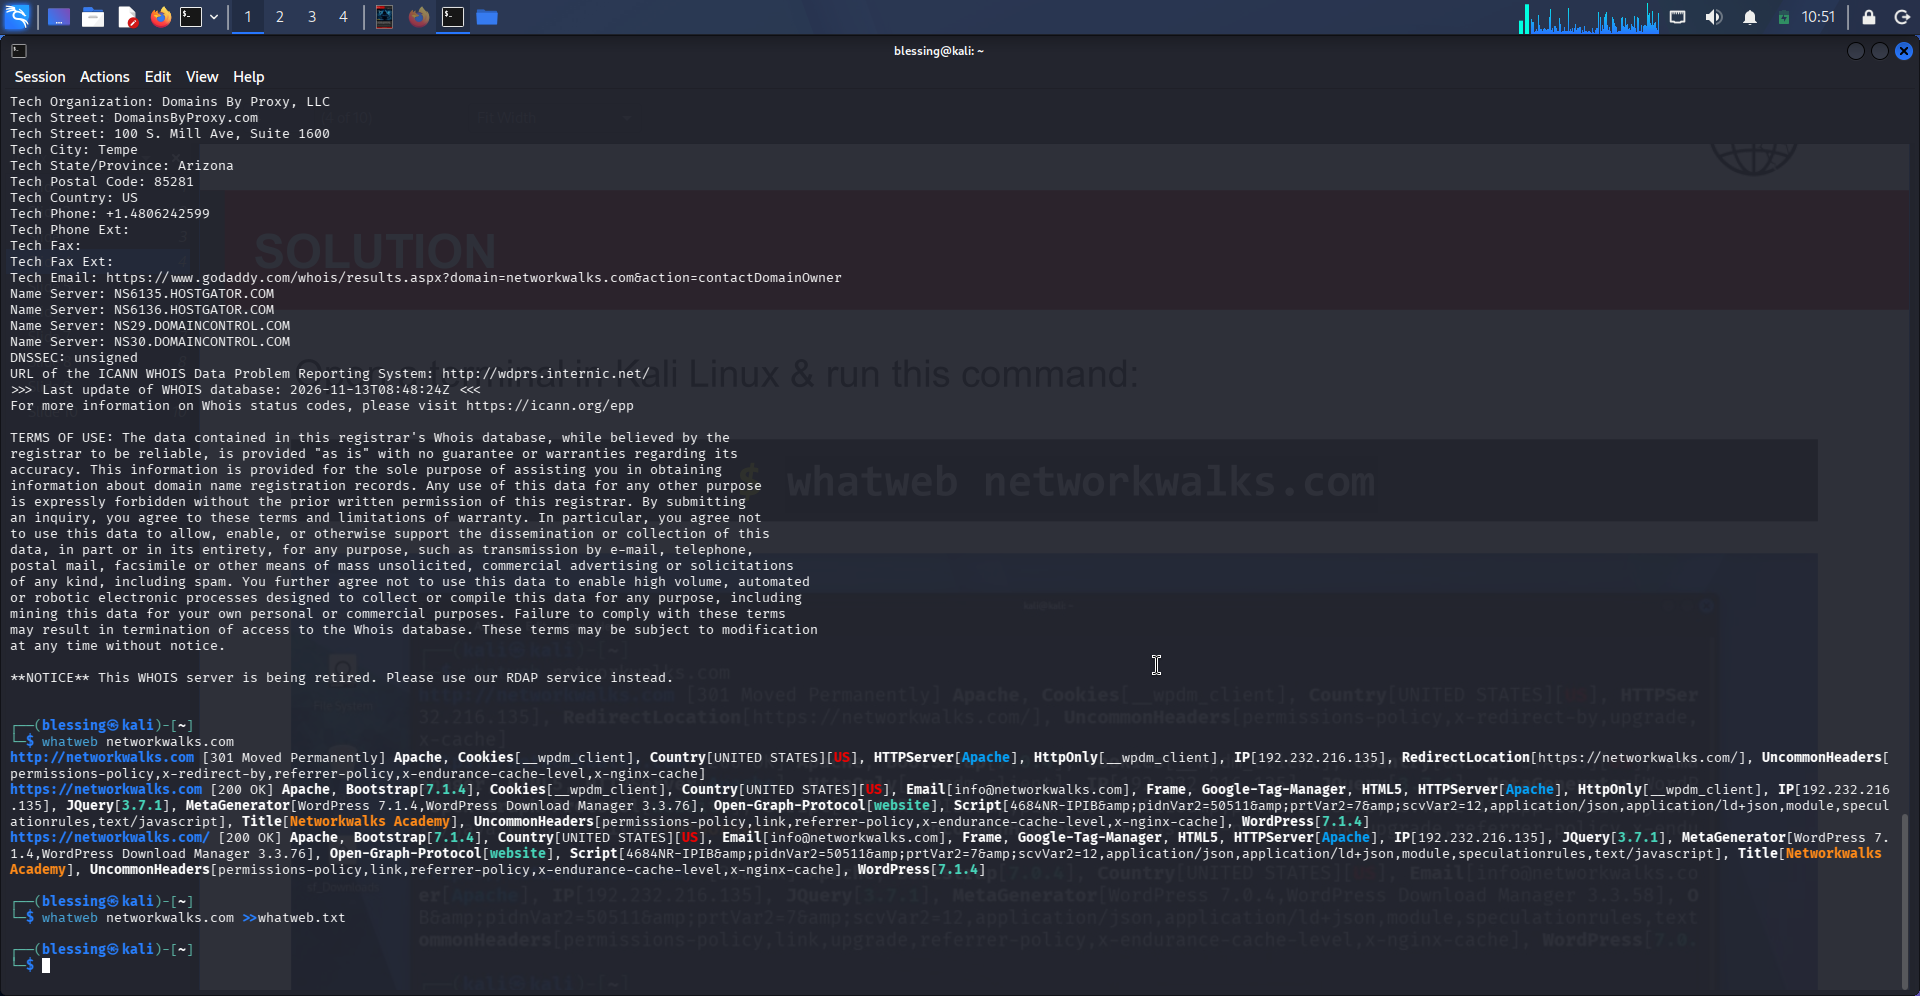 1 2 3 4
10:51
blessing@kali: ~
Session Actions Edit View Help
Tech Organization: Domains By Proxy, LLC
Tech Street: DomainsByProxy.com
Tech Street: 100 S. Mill Ave, Suite 1600
Tech City: Tempe
Tech State/Province: Arizona
Tech Postal Code: 85281
Tech Country: US
Tech Phone: +1.4806242599
Tech Phone Ext:
Tech Fax:
Tech Fax Ext:
Tech Email: https://www.godaddy.com/whois/results.aspx?domain=networkwalks.com&action=contactDomainOwner
Name Server: NS6135.HOSTGATOR.COM
Name Server: NS6136.HOSTGATOR.COM
Name Server: NS29.DOMAINCONTROL.COM
Name Server: NS30.DOMAINCONTROL.COM
DNSSEC: unsigned
URL of the ICANN WHOIS Data Problem Reporting System: http://wdprs.internic.net/
>>> Last update of WHOIS database: 2026-11-13T08:48:24Z <<<
For more information on Whois status codes, please visit https://icann.org/epp
TERMS OF USE: The data contained in this registrar's Whois database, while believed by the
registrar to be reliable, is provided "as is" with no guarantee or warranties regarding its
accuracy. This information is provided for the sole purpose of assisting you in obtaining
information about domain name registration records. Any use of this data for any other purpose
is expressly forbidden without the prior written permission of this registrar. By submitting
an inquiry, you agree to these terms and limitations of warranty. In particular, you agree not
to use this data to allow, enable, or otherwise support the dissemination or collection of this
data, in part or in its entirety, for any purpose, such as transmission by e-mail, telephone,
postal mail, facsimile or other means of mass unsolicited, commercial advertising or solicitations
of any kind, including spam. You further agree not to use this data to enable high volume, automated
or robotic electronic processes designed to collect or compile this data for any purpose, including
mining this data for your own personal or commercial purposes. Failure to comply with these terms
may result in termination of access to the Whois database. These terms may be subject to modification
at any time without notice.
**NOTICE** This WHOIS server is being retired. Please use our RDAP service instead.
┌──(blessing㉿kali)-[~]
└─$ whatweb networkwalks.com
http://networkwalks.com [301 Moved Permanently] Apache, Cookies[__wpdm_client], Country[UNITED STATES][US], HTTPServer[Apache], HttpOnly[__wpdm_client], IP[192.232.216.135], RedirectLocation[https://networkwalks.com/], UncommonHeaders[
permissions-policy,x-redirect-by,referrer-policy,x-endurance-cache-level,x-nginx-cache]
https://networkwalks.com [200 OK] Apache, Bootstrap[7.1.4], Cookies[__wpdm_client], Country[UNITED STATES][US], Email[info@networkwalks.com], Frame, Google-Tag-Manager, HTML5, HTTPServer[Apache], HttpOnly[__wpdm_client], IP[192.232.216
.135], JQuery[3.7.1], MetaGenerator[WordPress 7.1.4,WordPress Download Manager 3.3.76], Open-Graph-Protocol[website], Script[4684NR-IPIB&amp;pidnVar2=50511&amp;prtVar2=7&amp;scvVar2=12,application/json,application/ld+json,module,specul
ationrules,text/javascript], Title[Networkwalks Academy], UncommonHeaders[permissions-policy,link,referrer-policy,x-endurance-cache-level,x-nginx-cache], WordPress[7.1.4]
https://networkwalks.com/ [200 OK] Apache, Bootstrap[7.1.4], Country[UNITED STATES][US], Email[info@networkwalks.com], Frame, Google-Tag-Manager, HTML5, HTTPServer[Apache], IP[192.232.216.135], JQuery[3.7.1], MetaGenerator[WordPress 7.
1.4,WordPress Download Manager 3.3.76], Open-Graph-Protocol[website], Script[4684NR-IPIB&amp;pidnVar2=50511&amp;prtVar2=7&amp;scvVar2=12,application/json,application/ld+json,module,speculationrules,text/javascript], Title[Networkwalks
Academy], UncommonHeaders[permissions-policy,link,referrer-policy,x-endurance-cache-level,x-nginx-cache], WordPress[7.1.4]
┌──(blessing㉿kali)-[~]
└─$ whatweb networkwalks.com >>whatweb.txt
┌──(blessing㉿kali)-[~]
└─$
SOLUTION
terminal in Kali Linux & run this command:
$ whatweb networkwalks.com